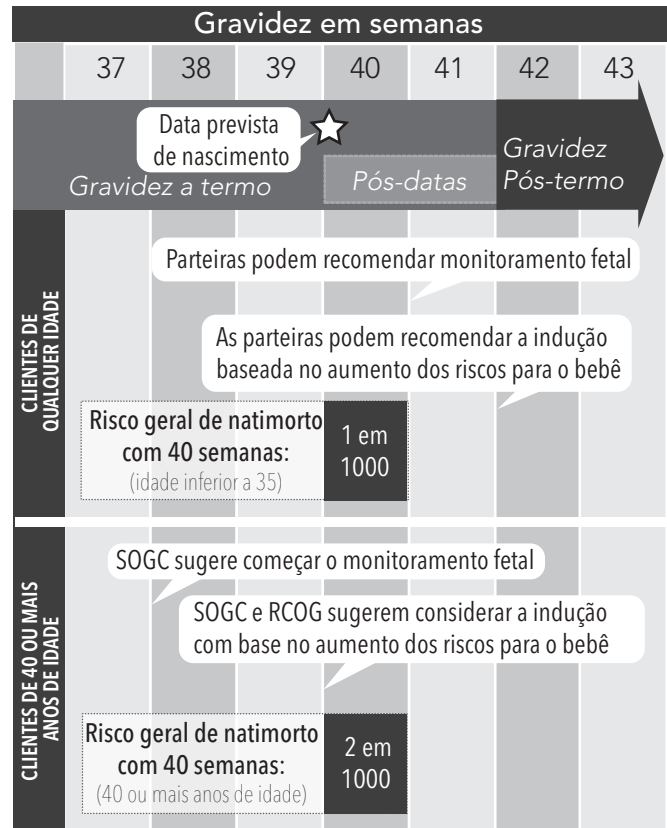 Gravidez em semanas
37 38 39 40 41 42 43
Data prevista
de nascimento
Gravidez a termo
Pós-datas
Gravidez
Pós-termo
CLIENTES DE
QUALQUER IDADE
Parteiras podem recomendar monitoramento fetal
As parteiras podem recomendar a indução
baseada no aumento dos riscos para o bebê
Risco geral de natimorto
com 40 semanas:
(idade inferior a 35)
1 em
1000
CLIENTES DE 40 OU MAIS
ANOS DE IDADE
SOGC sugere começar o monitoramento fetal
SOGC e RCOG sugerem considerar a indução
com base no aumento dos riscos para o bebê
Risco geral de natimorto
com 40 semanas:
(40 ou mais anos de idade)
2 em
1000